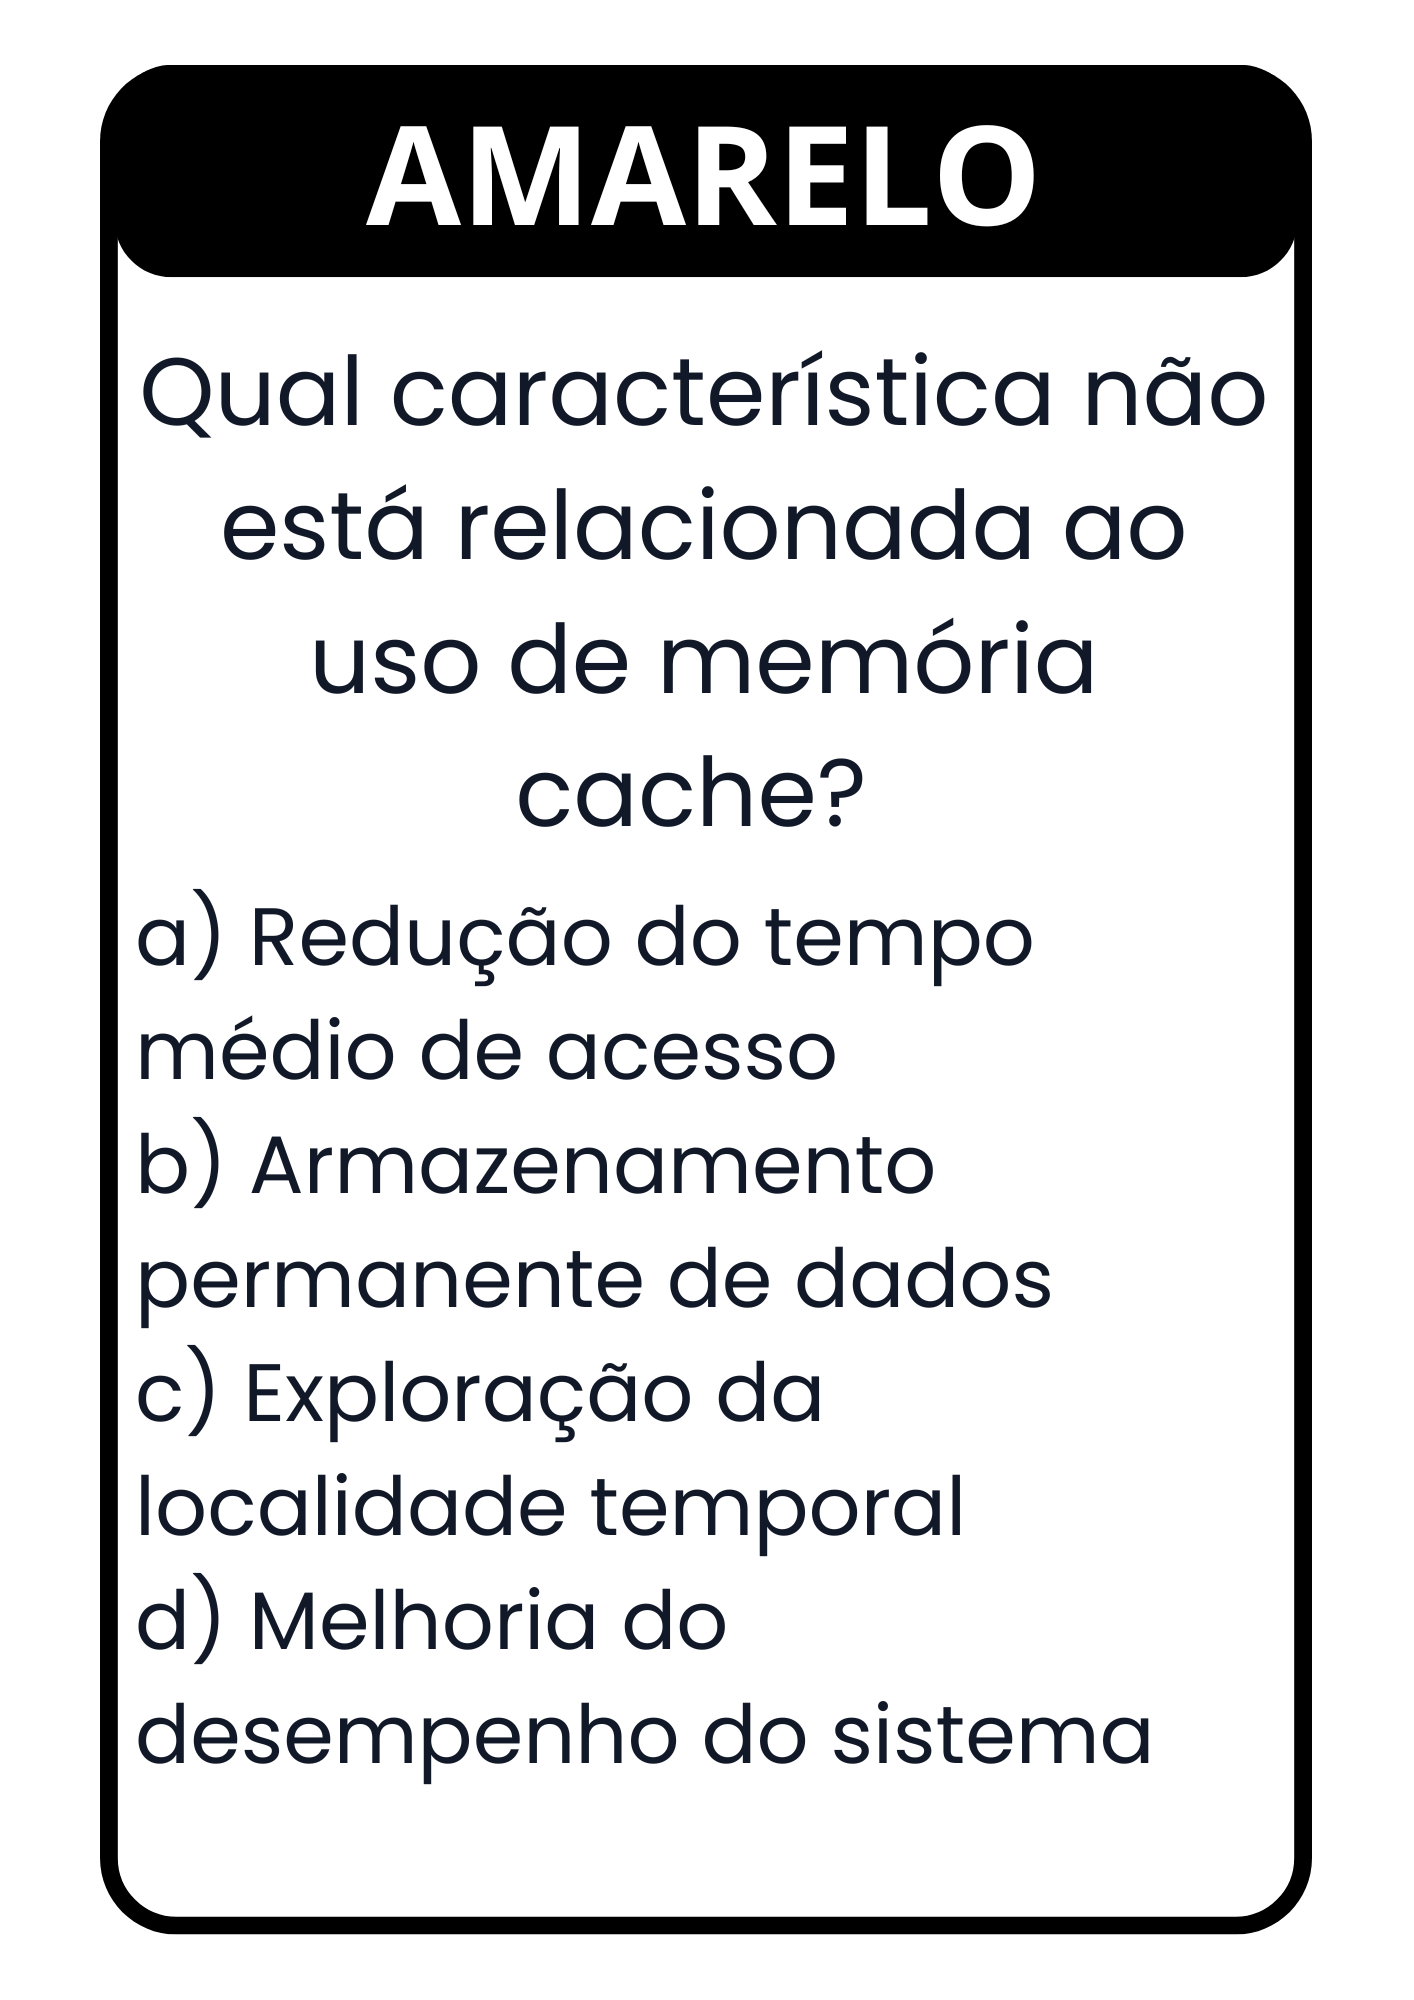 AMARELO
Qual característica não
está relacionada ao
uso de memória
cache?
a) Redução do tempo
médio de acesso
b) Armazenamento
permanente de dados
c) Exploração da
localidade temporal
d) Melhoria do
desempenho do sistema